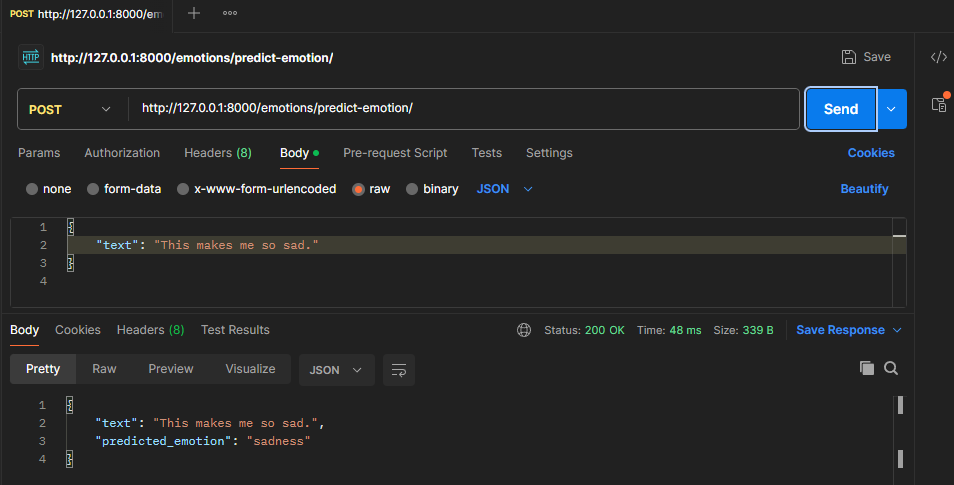 POST http://127.0.0.1:8000/em
HTTP http://127.0.0.1:8000/emotions/predict-emotion/ Save
POST http://127.0.0.1:8000/emotions/predict-emotion/ Send
Params Authorization Headers (8) Body Pre-request Script Tests Settings Cookies
none form-data x-www-form-urlencoded raw binary JSON Beautify
1 {
2 "text": "This makes me so sad."
3 }
4
Body Cookies Headers (8) Test Results Status: 200 OK Time: 48 ms Size: 339 B Save Response
Pretty Raw Preview Visualize JSON
1 {
2 "text": "This makes me so sad.",
3 "predicted_emotion": "sadness"
4 }